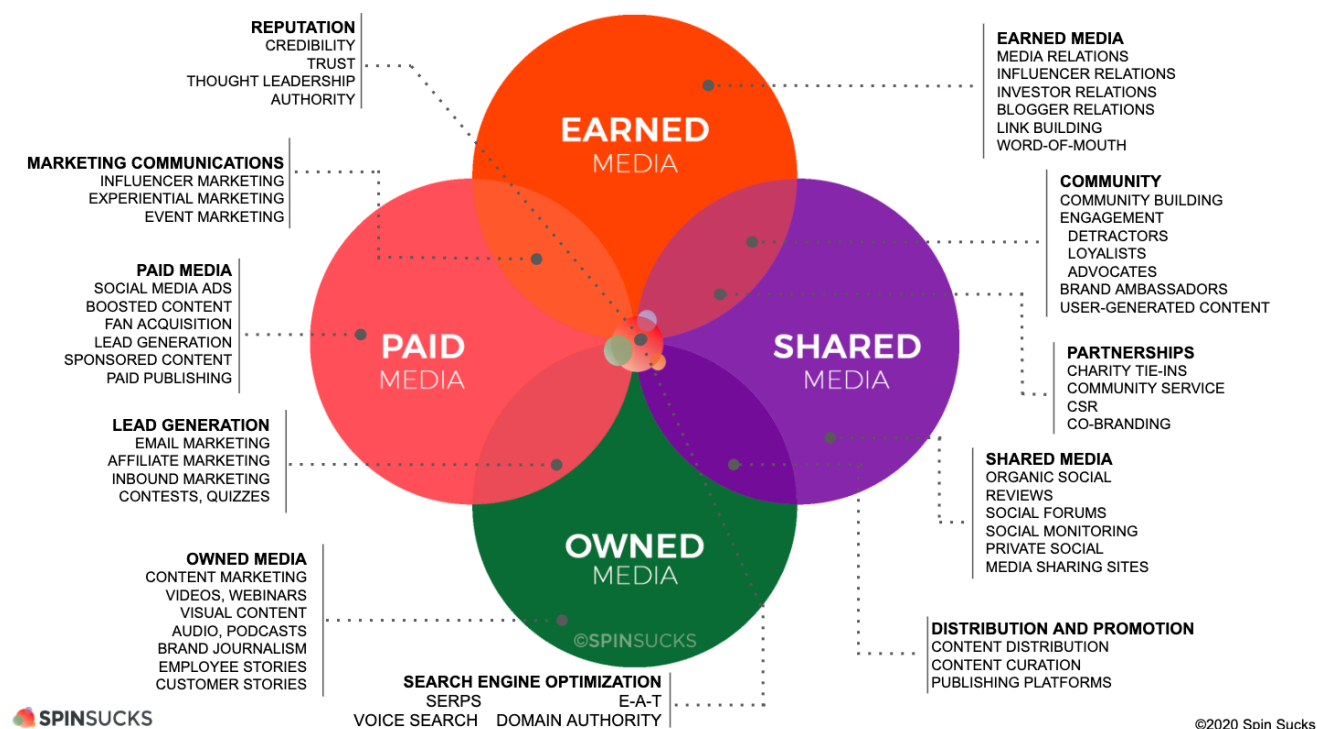 REPUTATION
CREDIBILITY
TRUST
THOUGHT LEADERSHIP
AUTHORITY
MARKETING COMMUNICATIONS
INFLUENCER MARKETING
EXPERIENTIAL MARKETING
EVENT MARKETING
PAID MEDIA
SOCIAL MEDIA ADS
BOOSTED CONTENT
FAN ACQUISITION
LEAD GENERATION
SPONSORED CONTENT
PAID PUBLISHING
LEAD GENERATION
EMAIL MARKETING
AFFILIATE MARKETING
INBOUND MARKETING
CONTESTS, QUIZZES
OWNED MEDIA
CONTENT MARKETING
VIDEOS, WEBINARS
VISUAL CONTENT
AUDIO, PODCASTS
BRAND JOURNALISM
EMPLOYEE STORIES
CUSTOMER STORIES
EARNED
MEDIA
PAID
MEDIA
SHARED
MEDIA
OWNED
MEDIA
©SPINSUCKS
SEARCH ENGINE OPTIMIZATION
SERPS E-A-T
VOICE SEARCH DOMAIN AUTHORITY
EARNED MEDIA
MEDIA RELATIONS
INFLUENCER RELATIONS
INVESTOR RELATIONS
BLOGGER RELATIONS
LINK BUILDING
WORD-OF-MOUTH
COMMUNITY
COMMUNITY BUILDING
ENGAGEMENT
DETRACTORS
LOYALISTS
ADVOCATES
BRAND AMBASSADORS
USER-GENERATED CONTENT
PARTNERSHIPS
CHARITY TIE-INS
COMMUNITY SERVICE
CSR
CO-BRANDING
SHARED MEDIA
ORGANIC SOCIAL
REVIEWS
SOCIAL FORUMS
SOCIAL MONITORING
PRIVATE SOCIAL
MEDIA SHARING SITES
DISTRIBUTION AND PROMOTION
CONTENT DISTRIBUTION
CONTENT CURATION
PUBLISHING PLATFORMS
SPINSUCKS
©2020 Spin Sucks